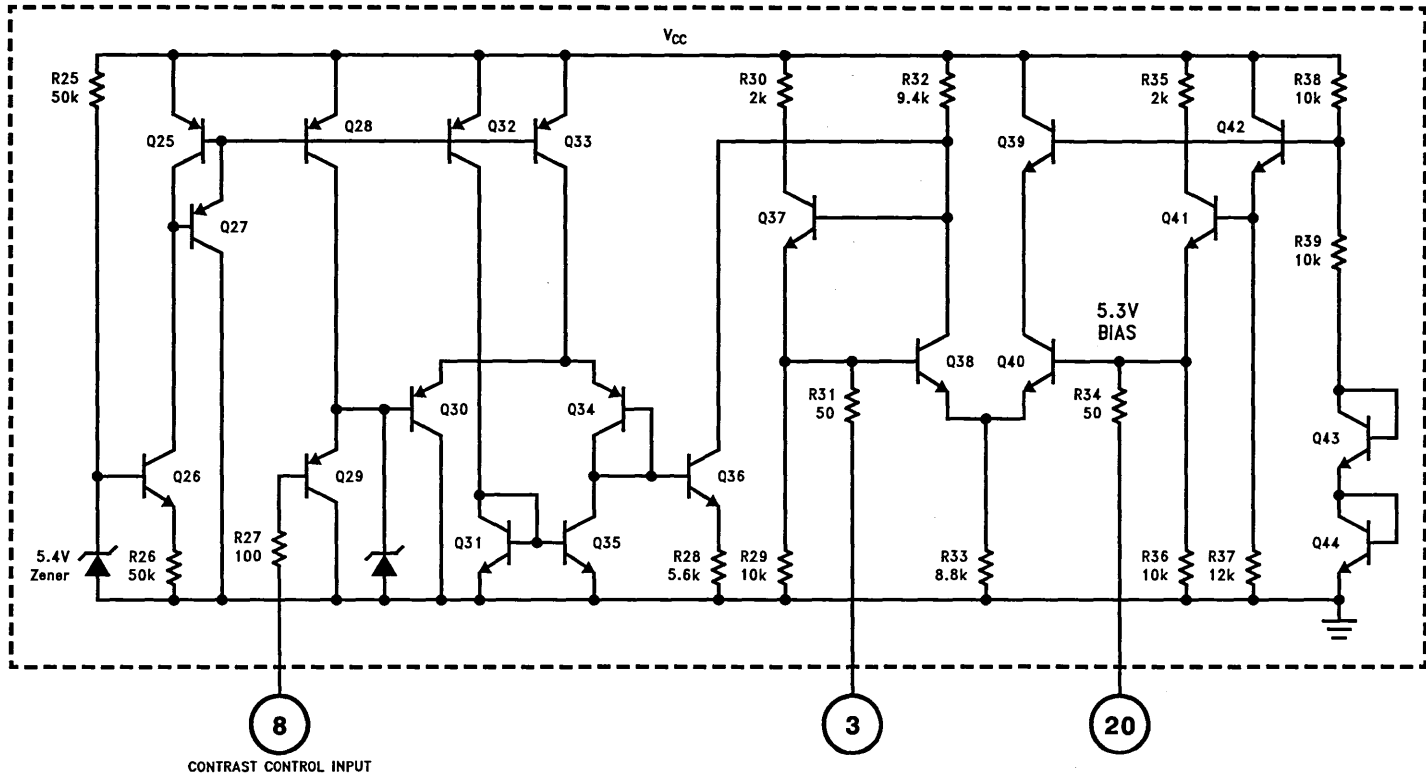 VCC
R25
50k
R30
2k
R32
9.4k
R35
2k
R38
10k
Q25
Q28
Q32
Q33
Q39
Q42
Q27
Q37
Q41
R39
10k
5.3V
BIAS
Q38
Q40
R31
50
R34
50
Q30
Q34
Q43
Q26
Q29
Q36
R27
100
5.4V
Zener
R26
50k
Q31
Q35
R28
5.6k
R29
10k
R33
8.8k
R36
10k
R37
12k
Q44
8
3
20
CONTRAST CONTROL INPUT